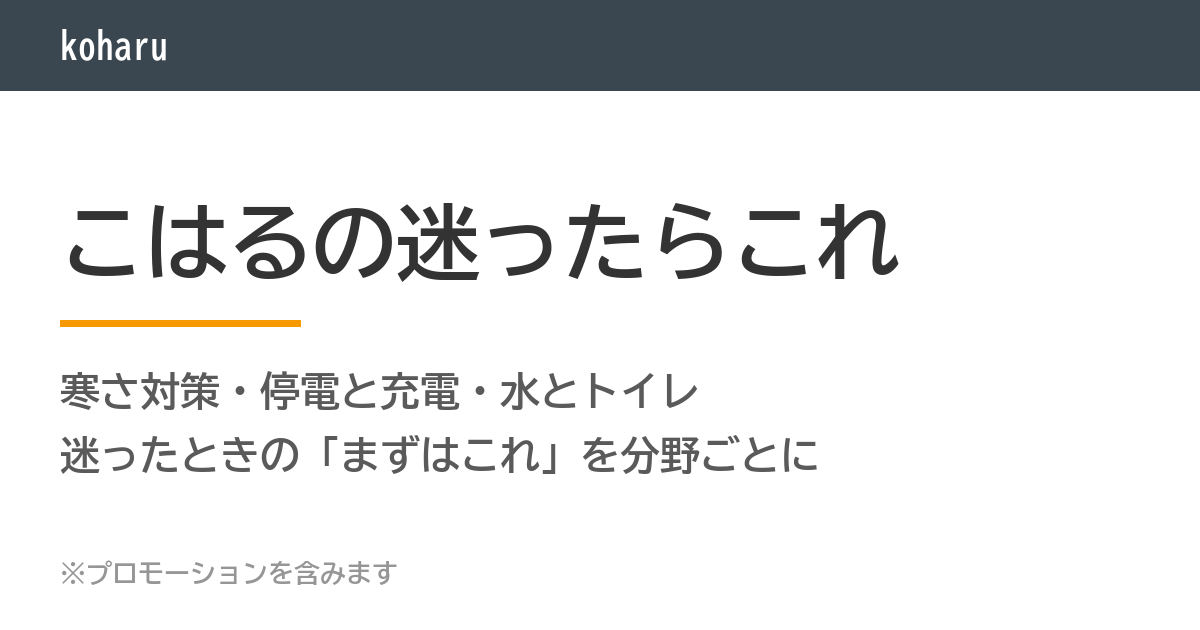 koharu
こはるの迷ったらこれ
寒さ対策・停電と充電・水とトイレ
迷ったときの「まずはこれ」を分野ごとに
※プロモーションを含みます